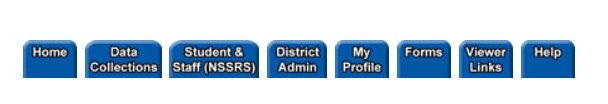 Home
Data
Collections
Student &
Staff (NSSRS)
District
Admin
My
Profile
Forms
Viewer
Links
Help